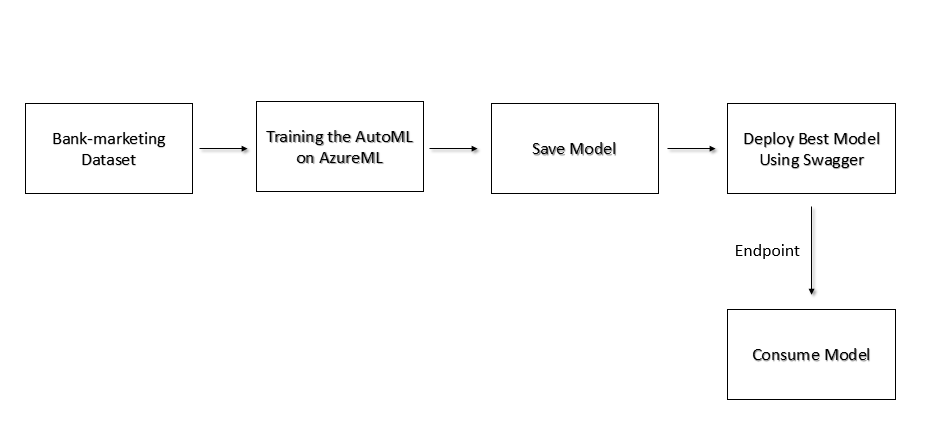 Bank-marketing
Dataset
Training the AutoML
on AzureML
Save Model
Deploy Best Model
Using Swagger
Endpoint
Consume Model